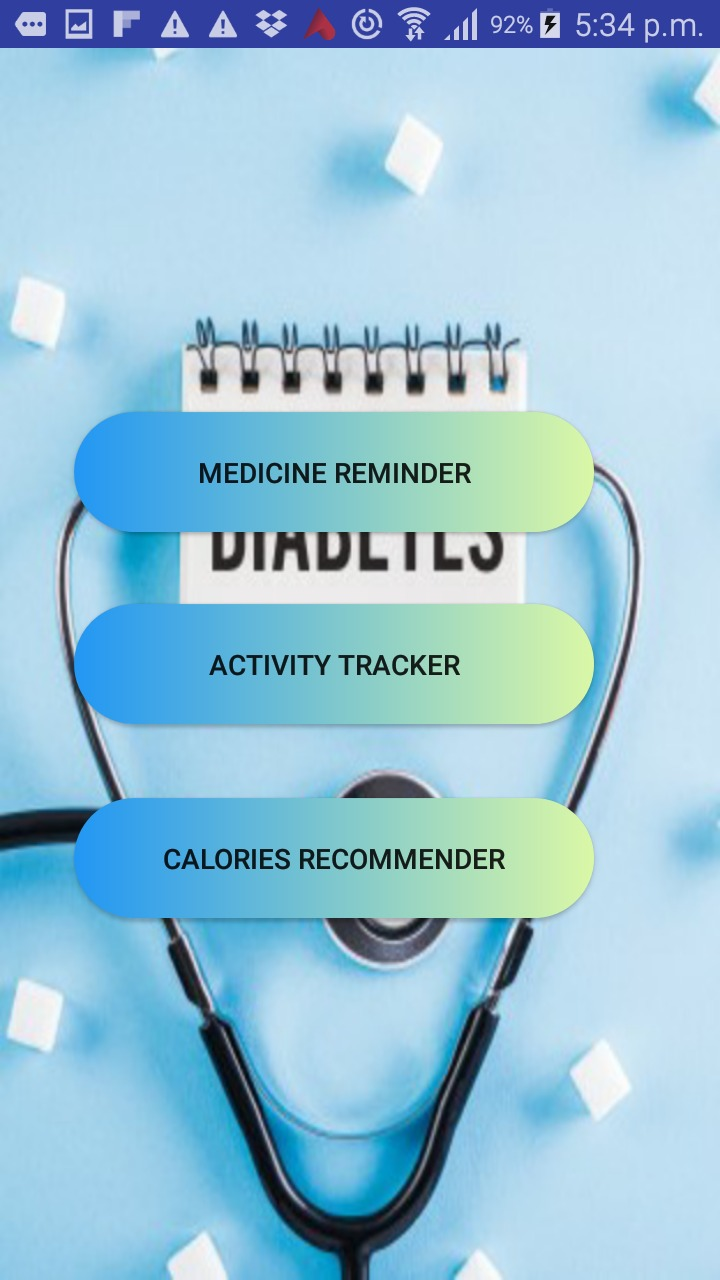 92% 5:34 p.m.
MEDICINE REMINDER
DIABETES
ACTIVITY TRACKER
CALORIES RECOMMENDER